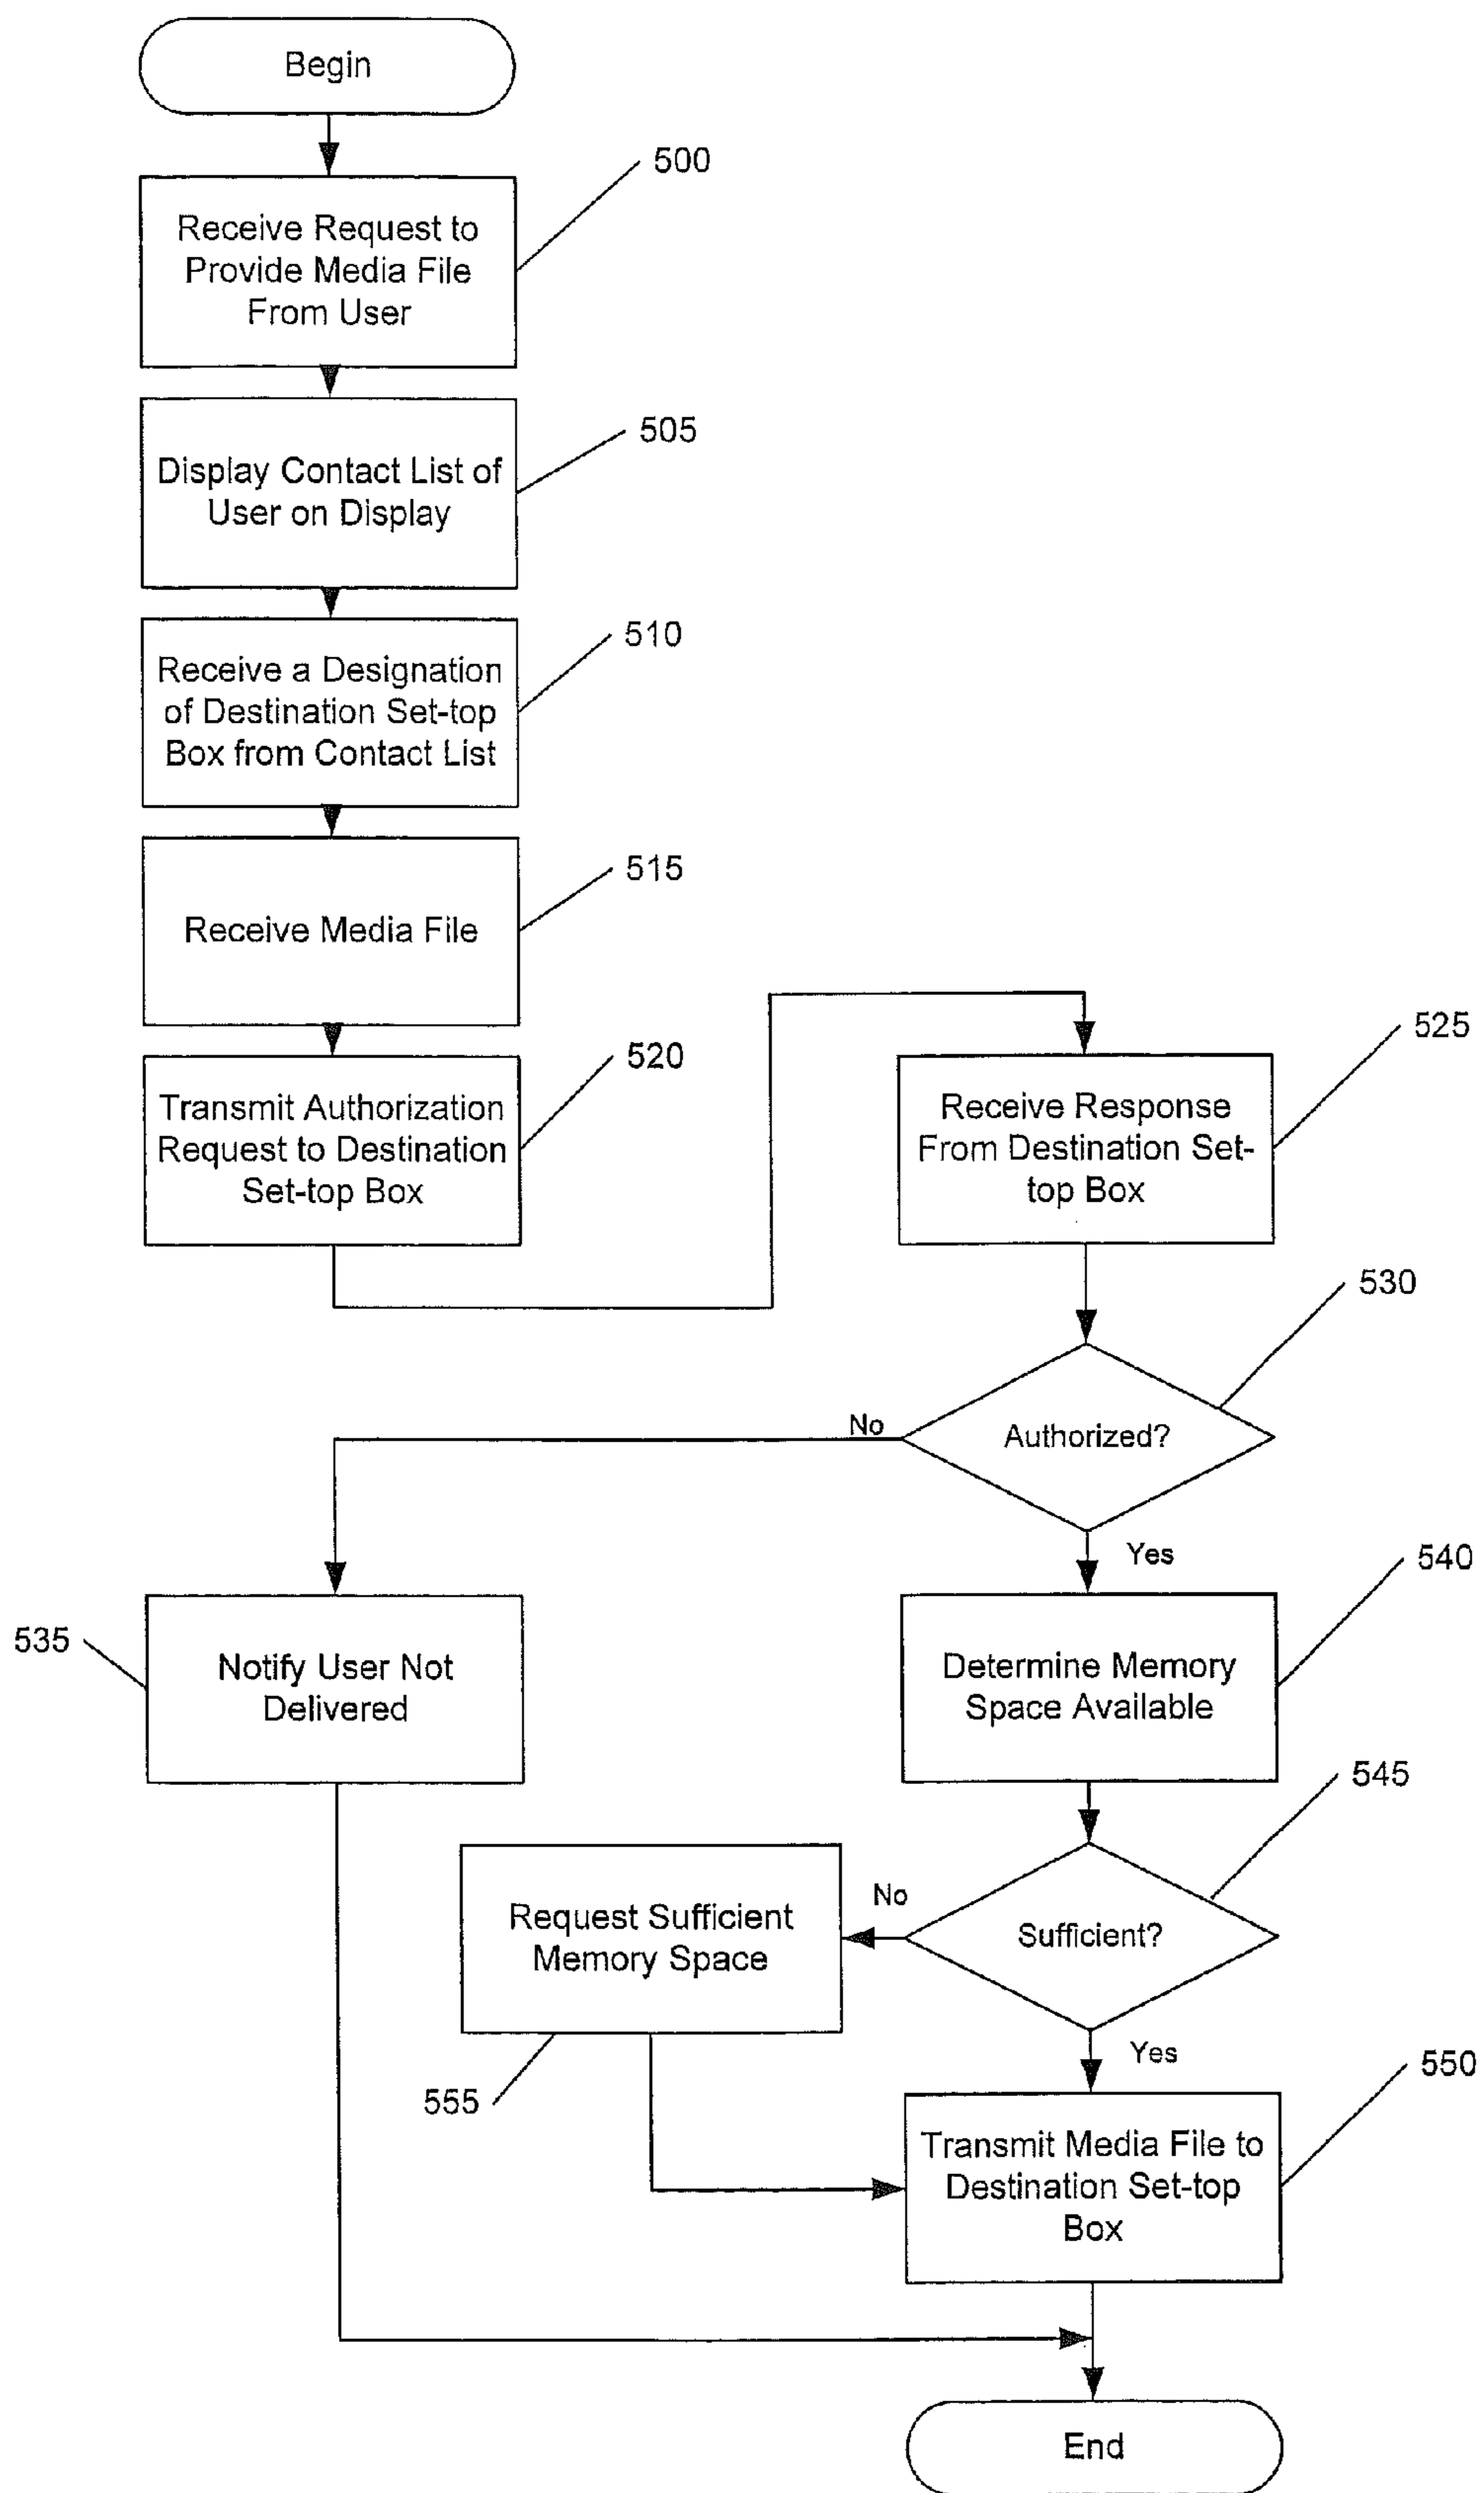 Begin
500
Receive Request to
Provide Media File
From User
505
Display Contact List of
User on Display
510
Receive a Designation
of Destination Set-top
Box from Contact List
515
Receive Media File
520
Transmit Authorization
Request to Destination
Set-top Box
525
Receive Response
From Destination Set-
top Box
530
Authorized?
No
Yes
535
Notify User Not
Delivered
540
Determine Memory
Space Available
545
Sufficient?
No
Yes
Request Sufficient
Memory Space
555
550
Transmit Media File to
Destination Set-top
Box
End